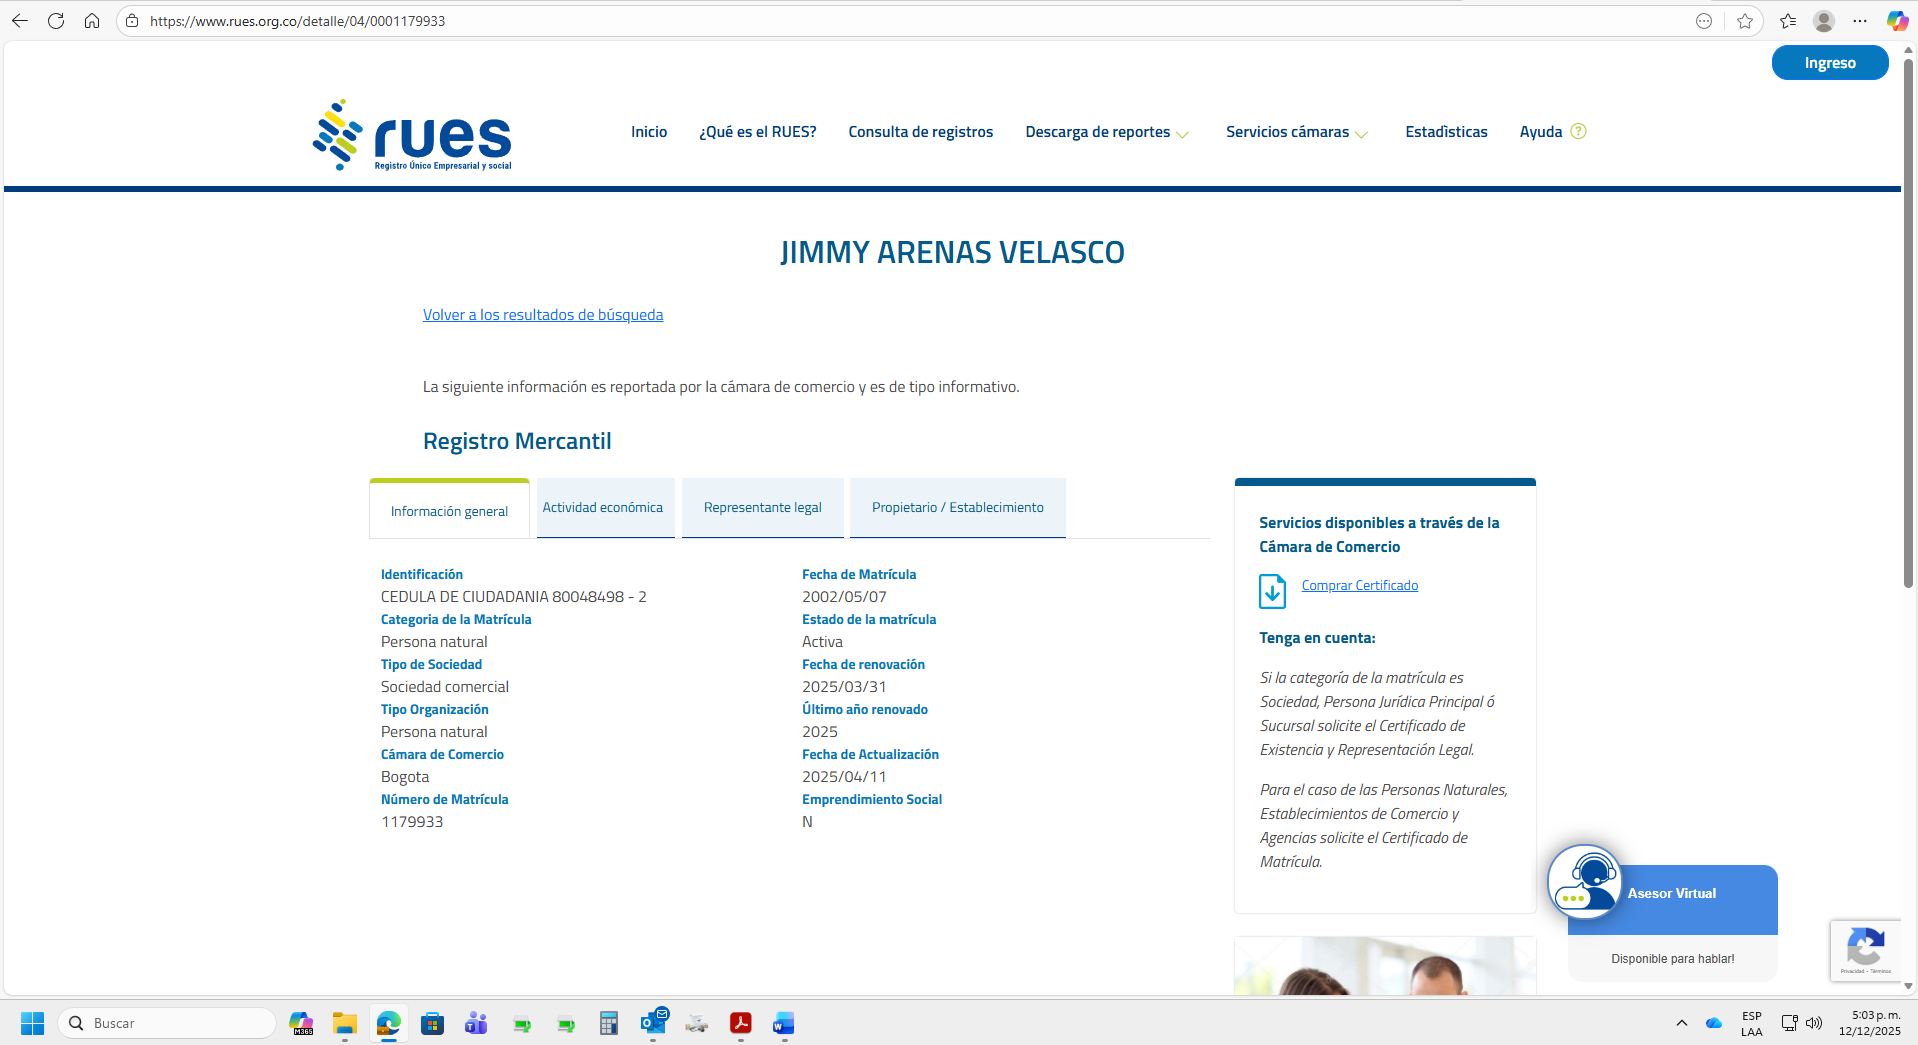 https://www.rues.org.co/detalle/04/0001179933
Ingreso
rues
Registro Único Empresarial y social
Inicio
¿Qué es el RUES?
Consulta de registros
Descarga de reportes
Servicios cámaras
Estadìsticas
Ayuda ?
JIMMY ARENAS VELASCO
Volver a los resultados de búsqueda
La siguiente información es reportada por la cámara de comercio y es de tipo informativo.
Registro Mercantil
Información general
Actividad económica
Representante legal
Propietario / Establecimiento
Identificación
CEDULA DE CIUDADANIA 80048498 - 2
Categoria de la Matrícula
Persona natural
Tipo de Sociedad
Sociedad comercial
Tipo Organización
Persona natural
Cámara de Comercio
Bogota
Número de Matrícula
1179933
Fecha de Matrícula
2002/05/07
Estado de la matrícula
Activa
Fecha de renovación
2025/03/31
Último año renovado
2025
Fecha de Actualización
2025/04/11
Emprendimiento Social
N
Servicios disponibles a través de la
Cámara de Comercio
Comprar Certificado
Tenga en cuenta:
Si la categoría de la matrícula es
Sociedad, Persona Jurídica Principal ó
Sucursal solicite el Certificado de
Existencia y Representación Legal.
Para el caso de las Personas Naturales,
Establecimientos de Comercio y
Agencias solicite el Certificado de
Matrícula.
Asesor Virtual
Disponible para hablar!
Privacidad - Términos
Buscar
M365
ESP
LAA
5:03 p. m.
12/12/2025